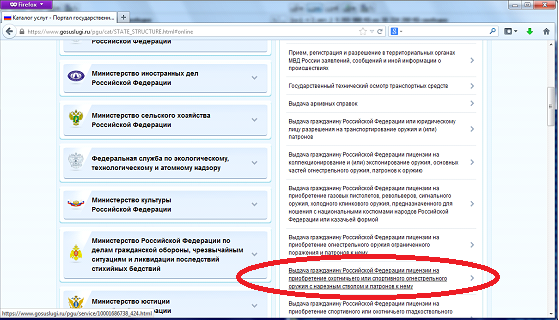 Firefox
Каталог услуг - Портал государственн...
https://www.gosuslugi.ru/pgu/cat/STATE_STRUCTURE.html#online
Министерство иностранных дел
Российской Федерации
Министерство сельского хозяйства
Российской Федерации
Федеральная служба по экологическому,
технологическому и атомному надзору
Министерство культуры
Российской Федерации
Министерство Российской Федерации по
делам гражданской обороны, чрезвычайным
ситуациям и ликвидации последствий
стихийных бедствий
Министерство юстиции
https://www.gosuslugi.ru/pgu/service/10001686738_424.html
Прием, регистрация и разрешение в территориальных органах
МВД России заявлений, сообщений и иной информации о
происшествиях
Государственный технический осмотр транспортных средств
Выдача архивных справок
Выдача гражданину Российской Федерации или юридическому
лицу разрешения на транспортирование оружия и (или)
патронов
Выдача гражданину Российской Федерации лицензии на
коллекционирование и (или) экспонирование оружия, основных
частей огнестрельного оружия, патронов к оружию
Выдача гражданину Российской Федерации лицензии на
приобретение газовых пистолетов, револьверов, сигнального
оружия, холодного клинкового оружия, предназначенного для
ношения с национальными костюмами народов Российской
Федерации или казачьей формой
Выдача гражданину Российской Федерации лицензии на
приобретение огнестрельного оружия ограниченного
поражения и патронов к нему
Выдача гражданину Российской Федерации лицензии на
приобретение охотничьего или спортивного огнестрельного
оружия с нарезным стволом и патронов к нему
Выдача гражданину Российской Федерации лицензии на
приобретение спортивного или охотничьего гладкоствольного